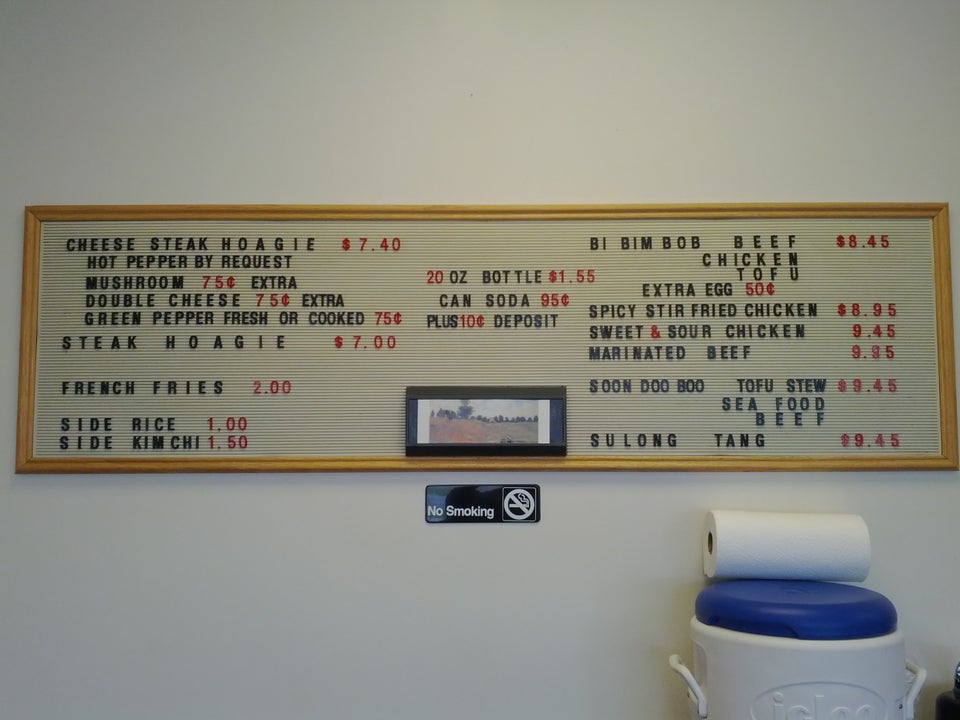 CHEESE STEAK HOAGIE $7.40
HOT PEPPER BY REQUEST
MUSHROOM 75¢ EXTRA
DOUBLE CHEESE 75¢ EXTRA
GREEN PEPPER FRESH OR COOKED 75¢
STEAK HOAGIE $7.00
FRENCH FRIES 2.00
SIDE RICE 1.00
SIDE KIMCHI 1.50
20 OZ BOTTLE $1.55
CAN SODA 95¢
PLUS 10¢ DEPOSIT
BI BIM BOB BEEF $8.45
CHICKEN
TOFU
EXTRA EGG 50¢
SPICY STIR FRIED CHICKEN $8.95
SWEET & SOUR CHICKEN 9.45
MARINATED BEEF 9.95
SOON DOO BOO TOFU STEW $9.45
SEA FOOD
BEEF
SULONG TANG $9.45
No Smoking
igloo